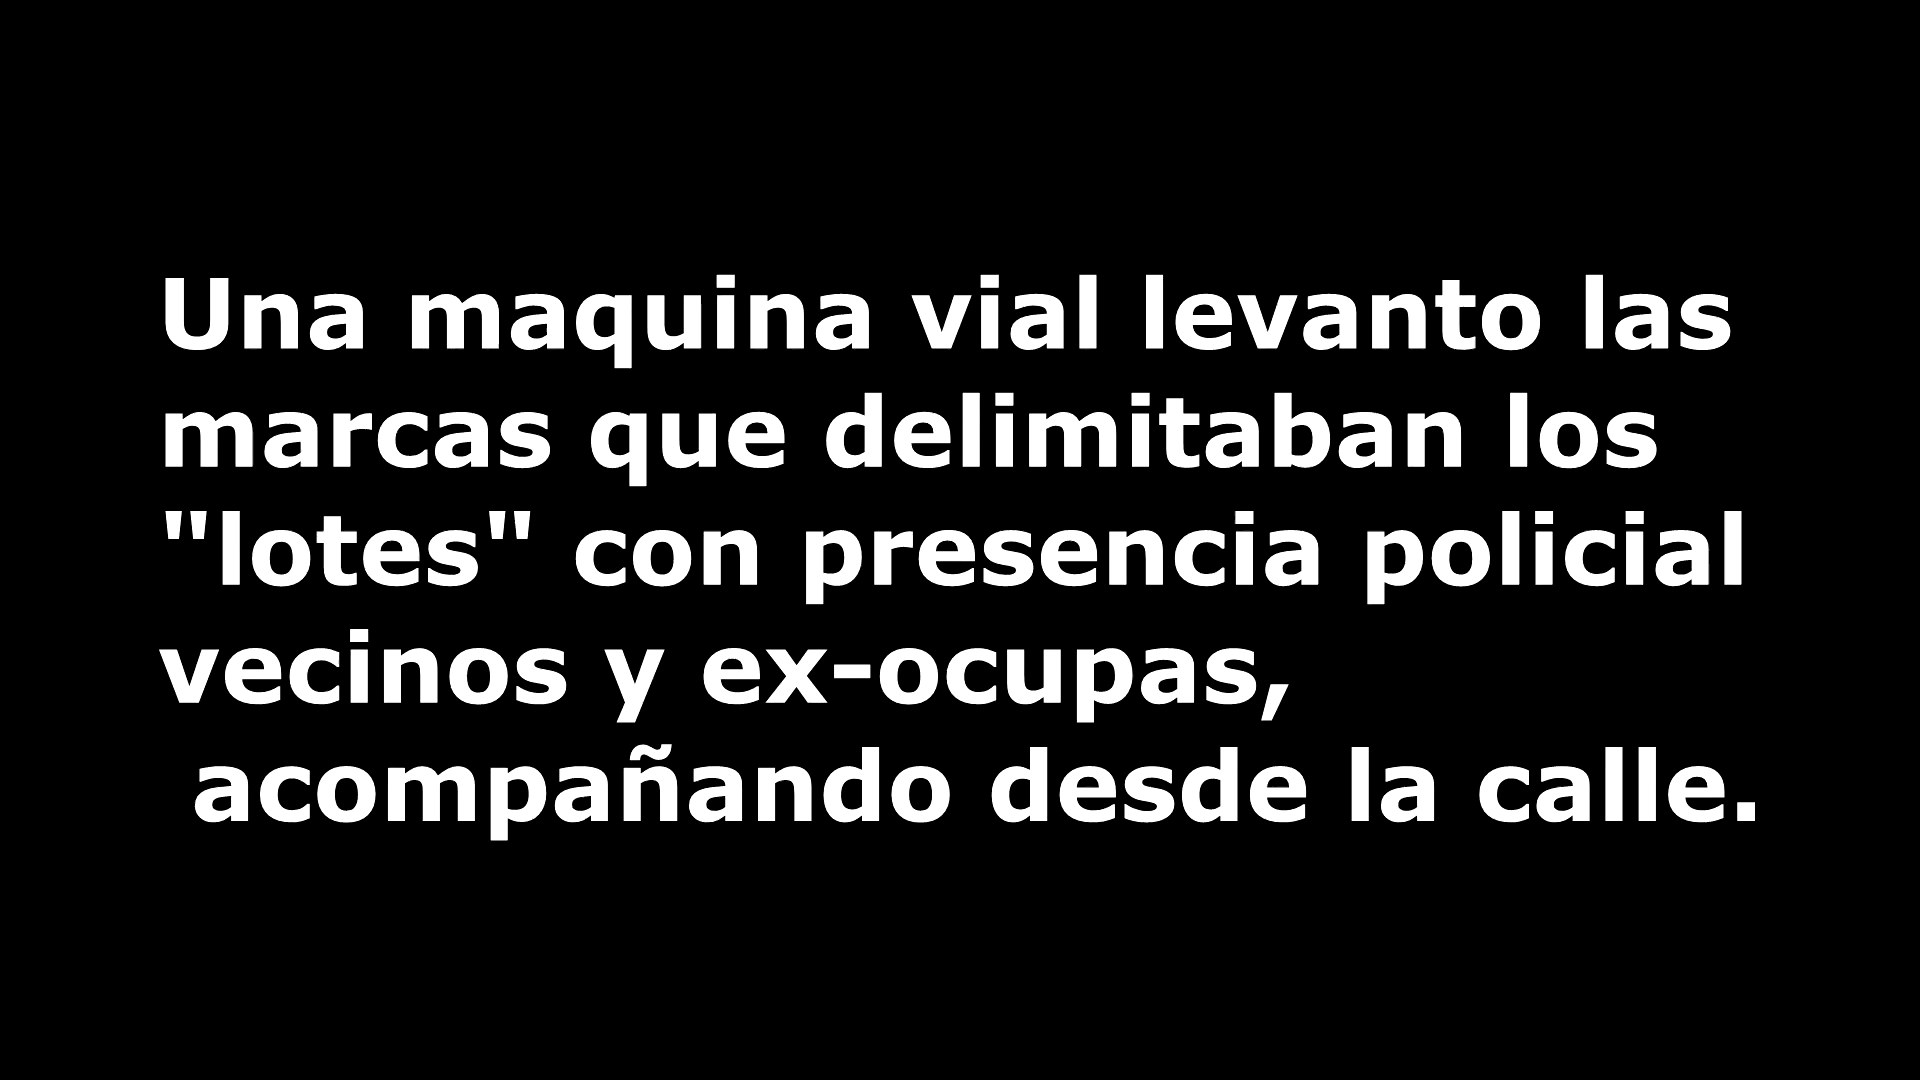 Una maquina vial levanto las
marcas que delimitaban los
"lotes" con presencia policial
vecinos y ex-ocupas,
acompañando desde la calle.